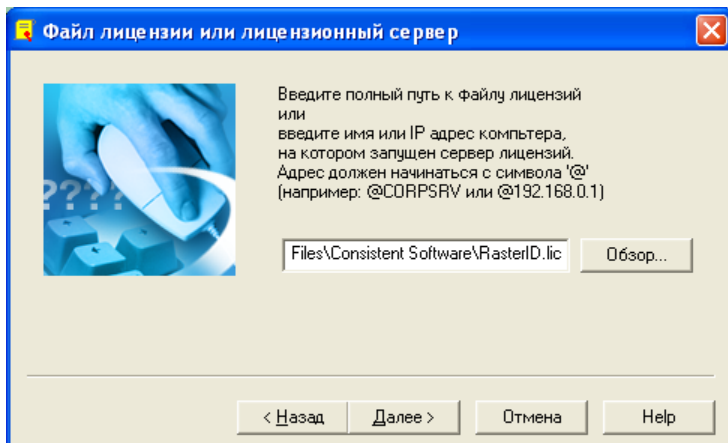 Файл лицензии или лицензионный сервер
Введите полный путь к файлу лицензий
или
введите имя или IP адрес компьтера,
на котором запущен сервер лицензий.
Адрес должен начинаться с символа '@'
(например: @CORPSRV или @192.168.0.1)
Files\Consistent Software\RasterID.lic
Обзор...
????
< Назад
Далее >
Отмена
Help